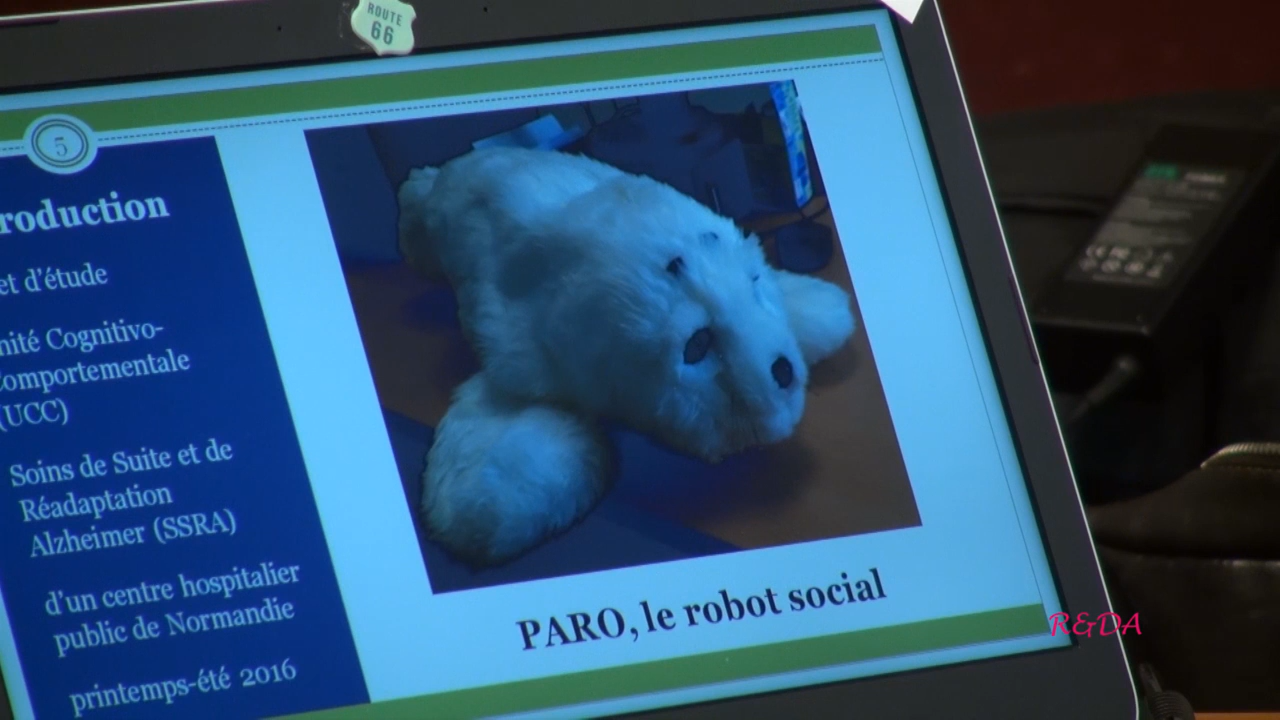 ROUTE
66
5
roduction
et d'étude
nité Cognitivo-
Comportementale
(UCC)
Soins de Suite et de
Réadaptation
Alzheimer (SSRA)
d'un centre hospitalier
public de Normandie
printemps-été 2016
PARO, le robot social
R&DA